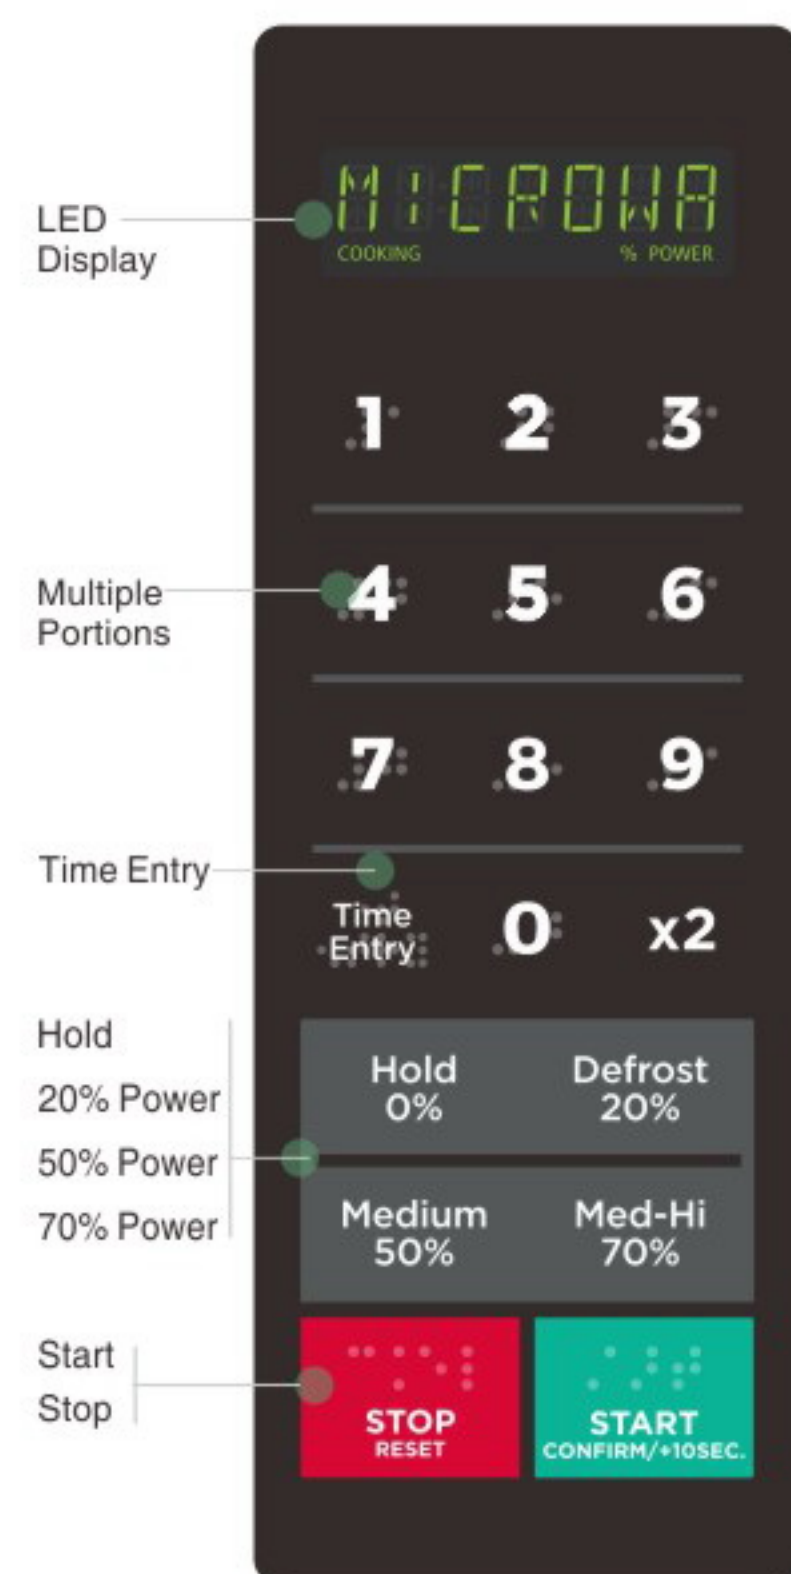 LED
Display
MICROWA
COOKING % POWER
1 2 3
Multiple
Portions
4 5 6
7 8 9
Time Entry
Time
Entry
0 x2
Hold
20% Power
50% Power
70% Power
Hold
0%
Defrost
20%
Medium
50%
Med-Hi
70%
Start
Stop
STOP
RESET
START
CONFIRM/+10SEC.